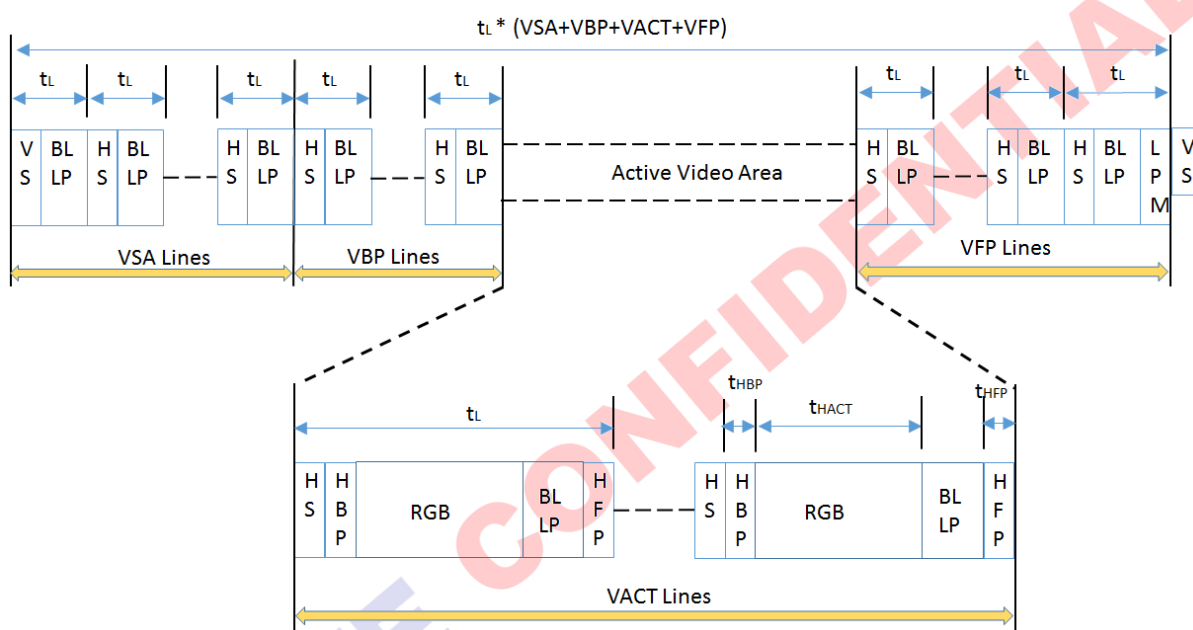 tL * (VSA+VBP+VACT+VFP)
tL tL tL tL tL tL tL tL
V BL H BL H BL H BL H BL H BL H BL H BL L V
S LP S LP S LP S LP S LP Active Video Area S LP S LP S LP P S
M
VSA Lines VBP Lines VFP Lines
tL tHBP tHACT tHFP
H H BL H H H BL H
S B RGB LP F S B RGB LP F
P P P P
VACT Lines
CONFIDENTIAL